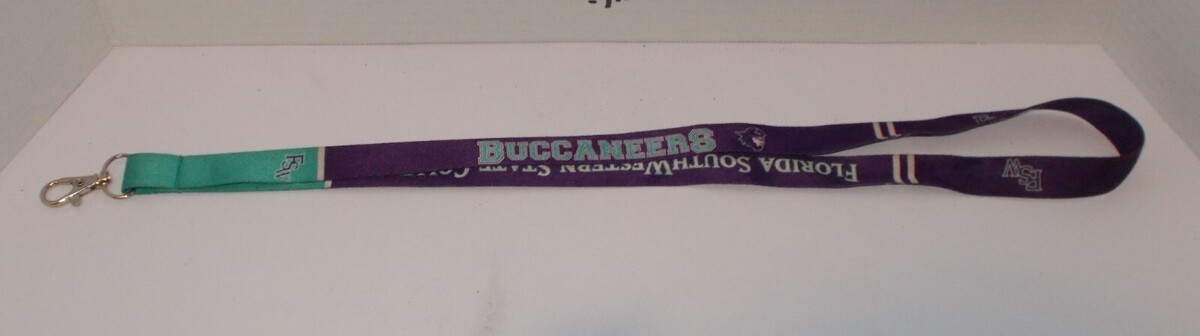 BUCCANEERS
FLORIDA SOUTHWESTERN STATE
FSW
FSW